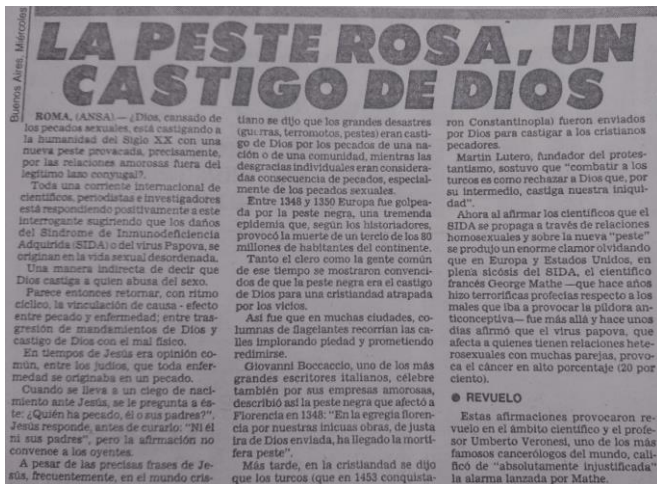 Buenos Aires, Miércoles
LA PESTE ROSA, UN
CASTIGO DE DIOS
ROMA, (ANSA) — ¿Dios, cansado de
los pecados sexuales, está castigando a
la humanidad del Siglo XX con una
nueva peste provacada, precisamente,
por las relaciones amorosas fuera del
legítimo lazo conyugal?.
Toda una corriente internacional de
científicos, periodistas e investigadores
está respondiendo positivamente a este
interrogante sugiriendo que los daños
del Síndrome de Inmunodeficiencia
Adquirida (SIDA) o del virus Papova, se
originan en la vida sexual desordenada.
Una manera indirecta de decir que
Dios castiga a quien abusa del sexo.
Parece entonces retornar, con ritmo
cíclico, la vinculación de causa - efecto
entre pecado y enfermedad; entre tras-
gresión de mandamientos de Dios y
castigo de Dios con el mal físico.
En tiempos de Jesús era opinión co-
mún, entre los judíos, que toda enfer-
medad se originaba en un pecado.
Cuando se lleva a un ciego de naci-
miento ante Jesús, se le pregunta a és-
te: ¿Quién ha pecado, él o sus padres?".
Jesús responde, antes de curarlo: "Ni él
ni sus padres", pero la afirmación no
convence a los oyentes.
A pesar de las precisas frases de Je-
sús, frecuentemente, en el mundo cris-
tiano se dijo que los grandes desastres
(guerras, terromotos, pestes) eran casti-
go de Dios por los pecados de una na-
ción o de una comunidad, mientras las
desgracias individuales eran considera-
das consecuencia de pecados, especial-
mente de los pecados sexuales.
Entre 1348 y 1350 Europa fue golpea-
da por la peste negra, una tremenda
epidemia que, según los historiadores,
provocó la muerte de un tercio de los 80
millones de habitantes del continente.
Tanto el clero como la gente común
de ese tiempo se mostraron convenci-
dos de que la peste negra era el castigo
de Dios para una cristiandad atrapada
por los vicios.
Así fue que en muchas ciudades, co-
lumnas de flagelantes recorrían las ca-
lles implorando piedad y prometiendo
redimirse.
Giovanni Boccaccio, uno de los más
grandes escritores italianos, célebre
también por sus empresas amorosas,
describió así la peste negra que afectó a
Florencia en 1348: "En la egregia floren-
cia por nuestras inicuas obras, de justa
ira de Dios enviada, ha llegado la mortí-
fera peste".
Más tarde, en la cristiandad se dijo
que los turcos (que en 1453 conquista-
ron Constantinopla) fueron enviados
por Dios para castigar a los cristianos
pecadores.
Martín Lutero, fundador del protes-
tantismo, sostuvo que "combatir a los
turcos es como rechazar a Dios que, por
su intermedio, castiga nuestra iniqui-
dad".
Ahora al afirmar los científicos que el
SIDA se propaga a través de relaciones
homosexuales y sobre la nueva "peste"
se produjo un enorme clamor olvidando
que en Europa y Estados Unidos, en
plena sicósis del SIDA, el científico
francés George Mathe —que hace años
hizo terroríficas profecías respecto a los
males que iba a provocar la píldora an-
ticonceptiva— fue más allá y hace unos
días afirmó que el virus papova, que
afecta a quienes tienen relaciones hete-
rosexuales con muchas parejas, provo-
ca el cáncer en alto porcentaje (20 por
ciento).
● REVUELO
Estas afirmaciones provocaron re-
vuelo en el ámbito científico y el profe-
sor Umberto Veronesi, uno de los más
famosos cancerólogos del mundo, cali-
ficó de "absolutamente injustificada"
la alarma lanzada por Mathe.